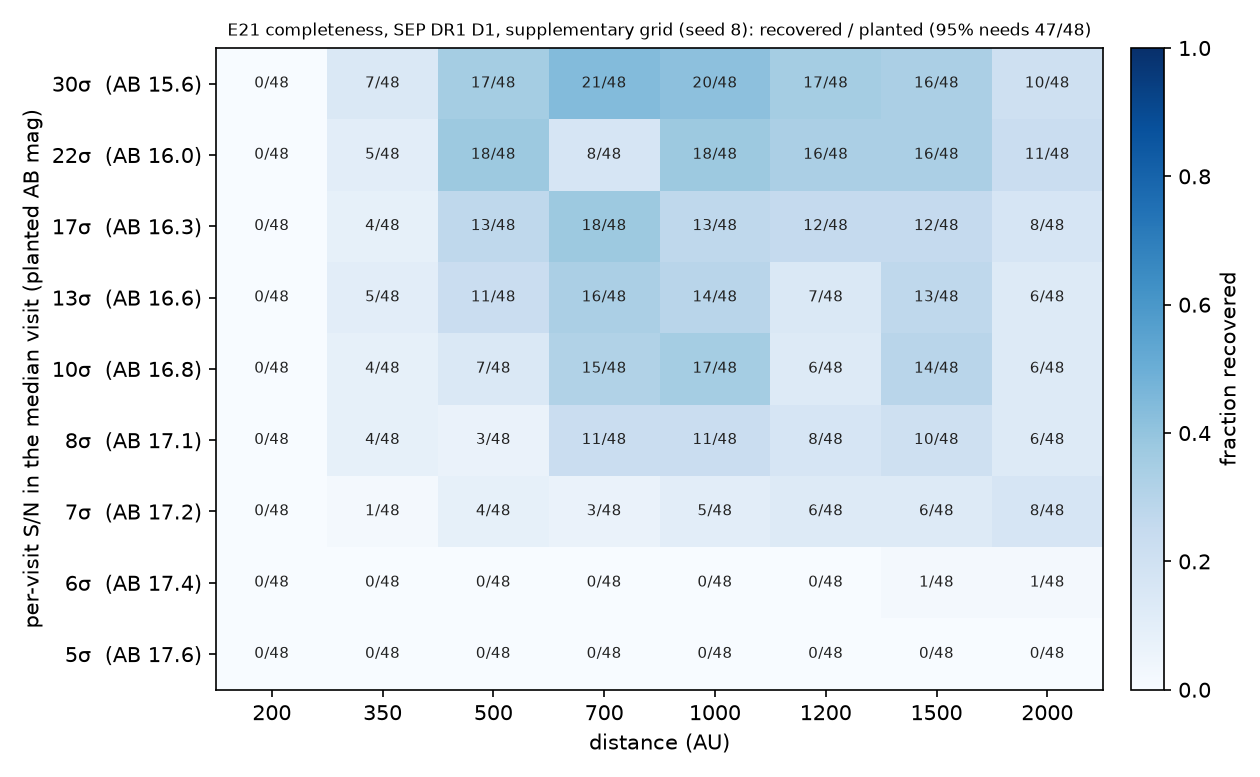 E21 completeness, SEP DR1 D1, supplementary grid (seed 8): recovered / planted (95% needs 47/48)
per-visit S/N in the median visit (planted AB mag)
30σ (AB 15.6) 0/48 7/48 17/48 21/48 20/48 17/48 16/48 10/48
22σ (AB 16.0) 0/48 5/48 18/48 8/48 18/48 16/48 16/48 11/48
17σ (AB 16.3) 0/48 4/48 13/48 18/48 13/48 12/48 12/48 8/48
13σ (AB 16.6) 0/48 5/48 11/48 16/48 14/48 7/48 13/48 6/48
10σ (AB 16.8) 0/48 4/48 7/48 15/48 17/48 6/48 14/48 6/48
8σ (AB 17.1) 0/48 4/48 3/48 11/48 11/48 8/48 10/48 6/48
7σ (AB 17.2) 0/48 1/48 4/48 3/48 5/48 6/48 6/48 8/48
6σ (AB 17.4) 0/48 0/48 0/48 0/48 0/48 0/48 1/48 1/48
5σ (AB 17.6) 0/48 0/48 0/48 0/48 0/48 0/48 0/48 0/48
200 350 500 700 1000 1200 1500 2000
distance (AU)
1.0
0.8
0.6
0.4
0.2
0.0
fraction recovered